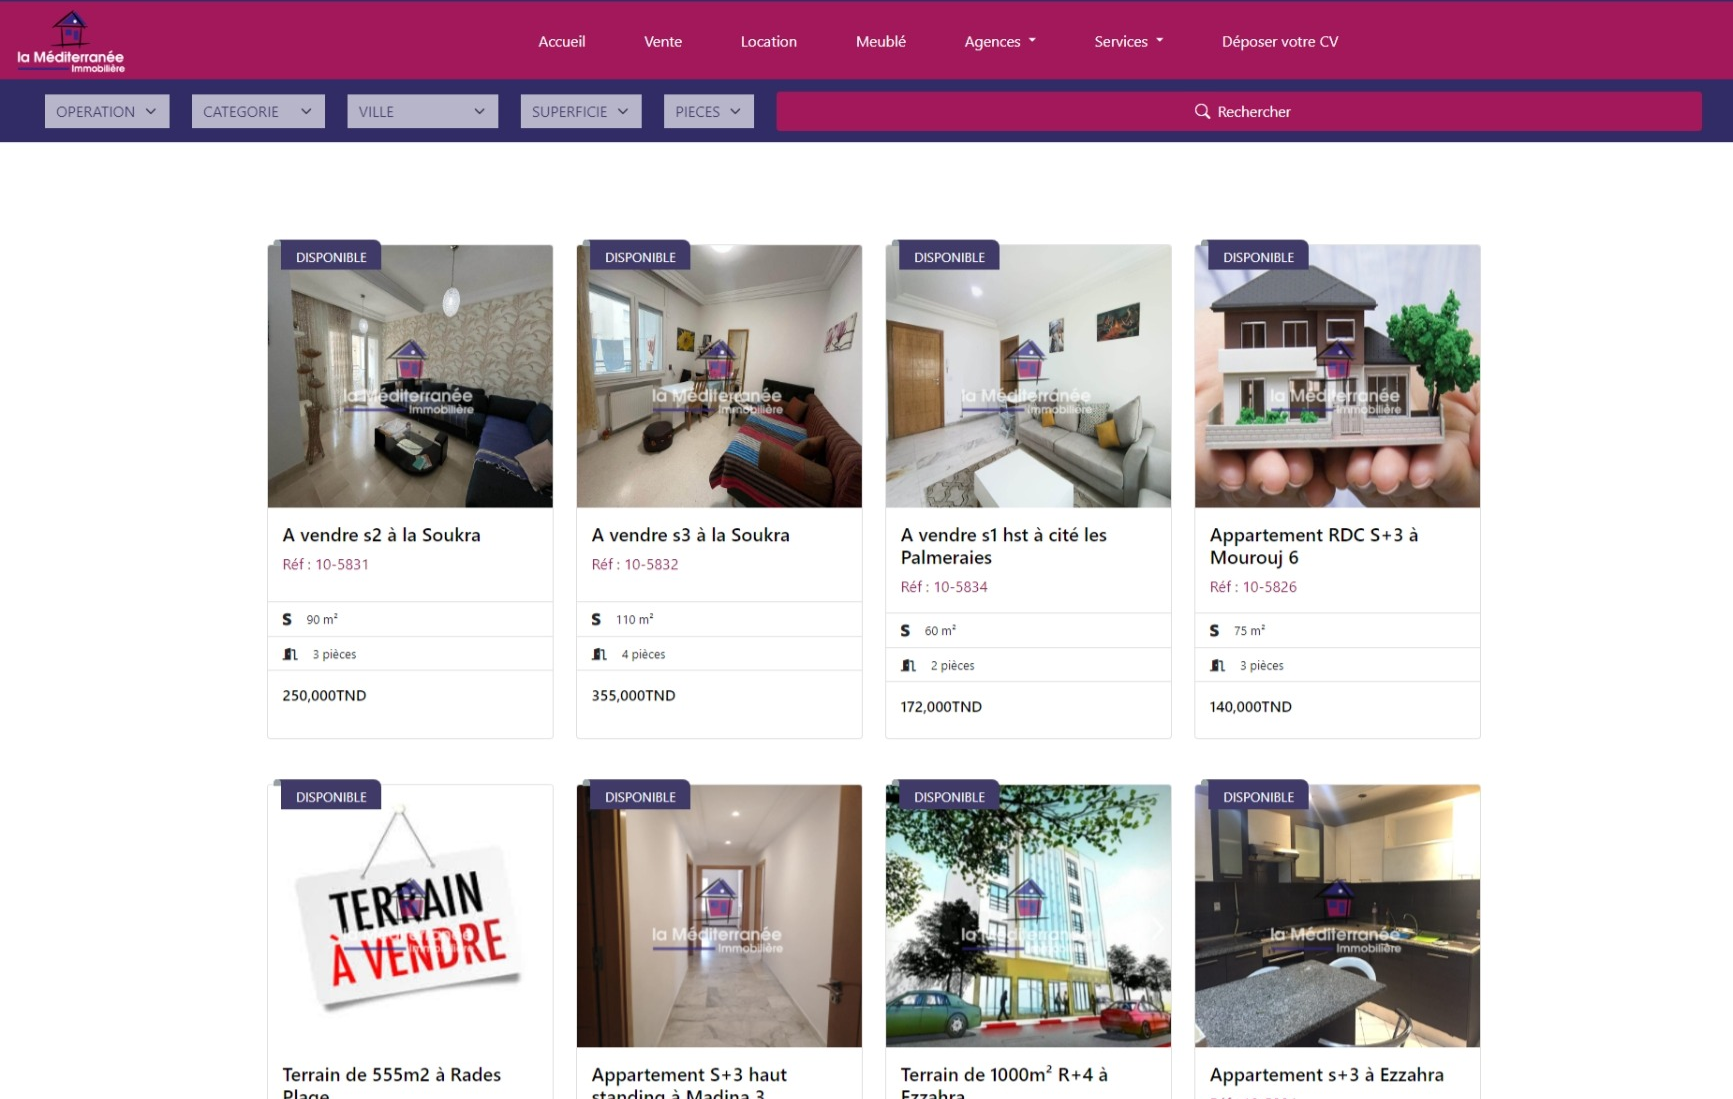 la Méditerranée
Immobilière
Accueil
Vente
Location
Meublé
Agences
Services
Déposer votre CV
OPERATION
CATEGORIE
VILLE
SUPERFICIE
PIECES
Rechercher
DISPONIBLE
la Méditerranée
Immobilière
A vendre s2 à la Soukra
Réf : 10-5831
S 90 m²
3 pièces
250,000TND
DISPONIBLE
la Méditerranée
Immobilière
A vendre s3 à la Soukra
Réf : 10-5832
S 110 m²
4 pièces
355,000TND
DISPONIBLE
la Méditerranée
Immobilière
A vendre s1 hst à cité les
Palmeraies
Réf : 10-5834
S 60 m²
2 pièces
172,000TND
DISPONIBLE
la Méditerranée
Immobilière
Appartement RDC S+3 à
Mourouj 6
Réf : 10-5826
S 75 m²
3 pièces
140,000TND
DISPONIBLE
TERRAIN
À VENDRE
la Méditerranée
Immobilière
Terrain de 555m2 à Rades
Plage
DISPONIBLE
la Méditerranée
Immobilière
Appartement S+3 haut
standing à Madina 3
DISPONIBLE
la Méditerranée
Immobilière
Terrain de 1000m² R+4 à
Ezzahra
DISPONIBLE
la Méditerranée
Immobilière
Appartement s+3 à Ezzahra